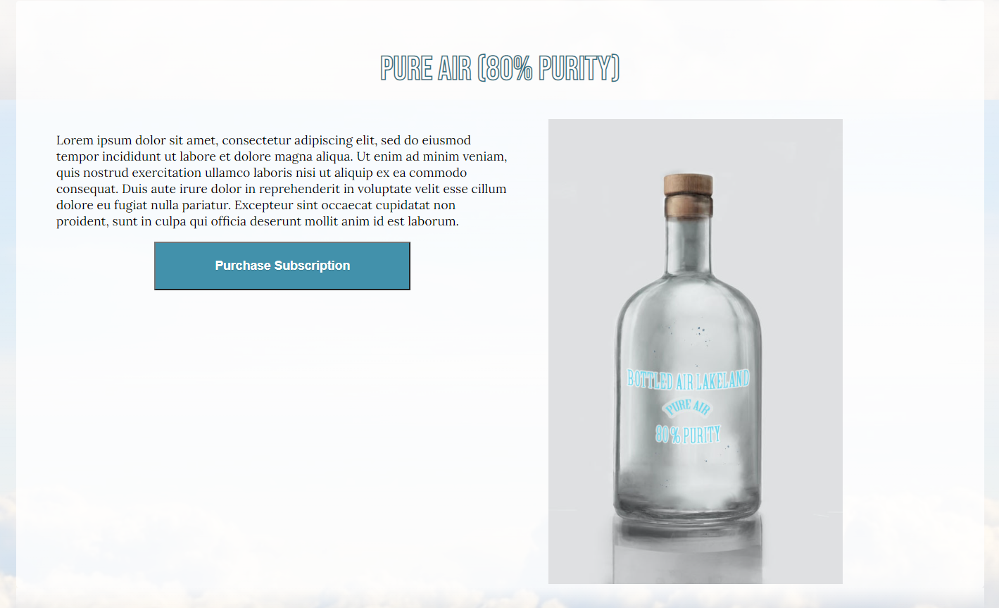 PURE AIR (80% PURITY)
Lorem ipsum dolor sit amet, consectetur adipiscing elit, sed do eiusmod
tempor incididunt ut labore et dolore magna aliqua. Ut enim ad minim veniam,
quis nostrud exercitation ullamco laboris nisi ut aliquip ex ea commodo
consequat. Duis aute irure dolor in reprehenderit in voluptate velit esse cillum
dolore eu fugiat nulla pariatur. Excepteur sint occaecat cupidatat non
proident, sunt in culpa qui officia deserunt mollit anim id est laborum.
Purchase Subscription
BOTTLED AIR LAKELAND
PURE AIR
80% PURITY